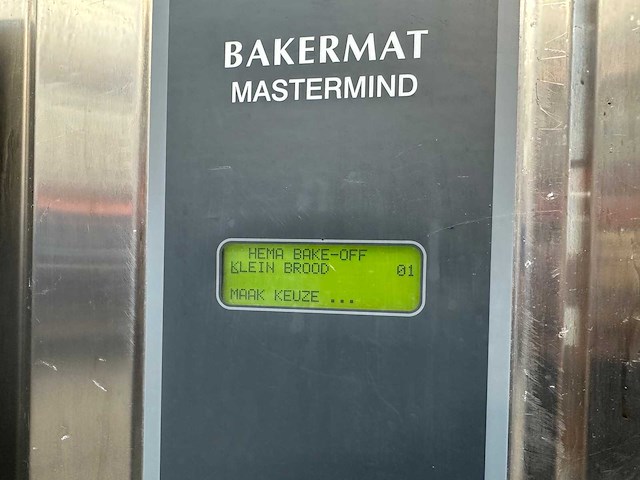 BAKERMAT
MASTERMIND
HEMA BAKE-OFF
KLEIN BROOD 01
MAAK KEUZE ...